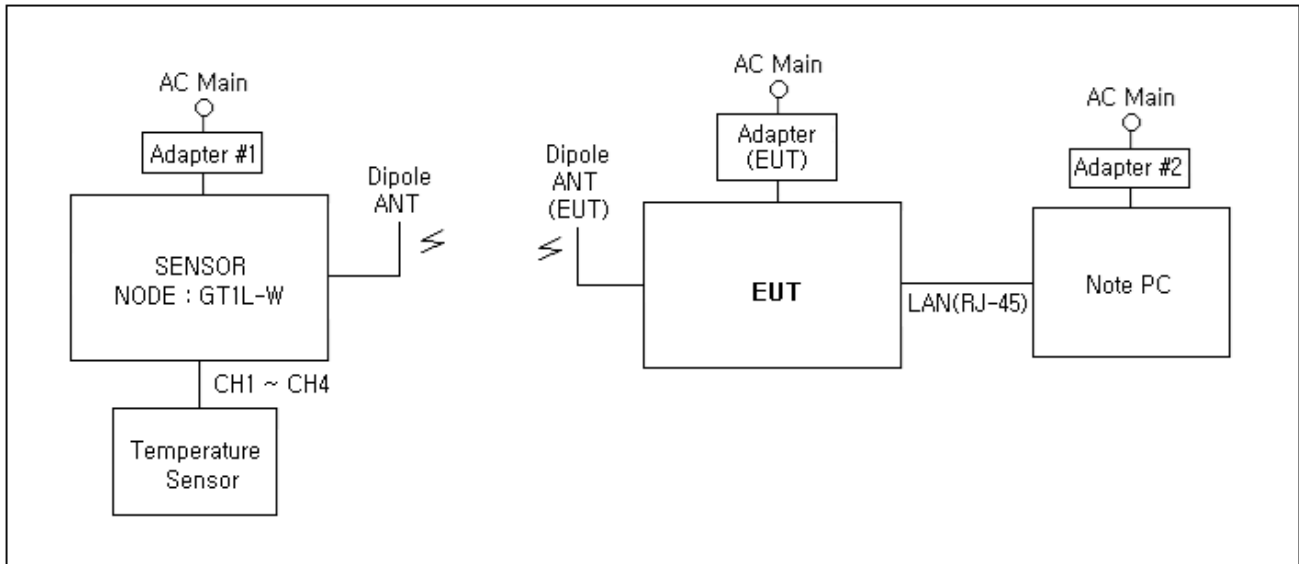 AC Main
Adapter #1
Dipole
ANT
SENSOR
NODE : GT1L-W
CH1 ~ CH4
Temperature
Sensor
AC Main
Adapter
(EUT)
Dipole
ANT
(EUT)
EUT
LAN(RJ-45)
AC Main
Adapter #2
Note PC